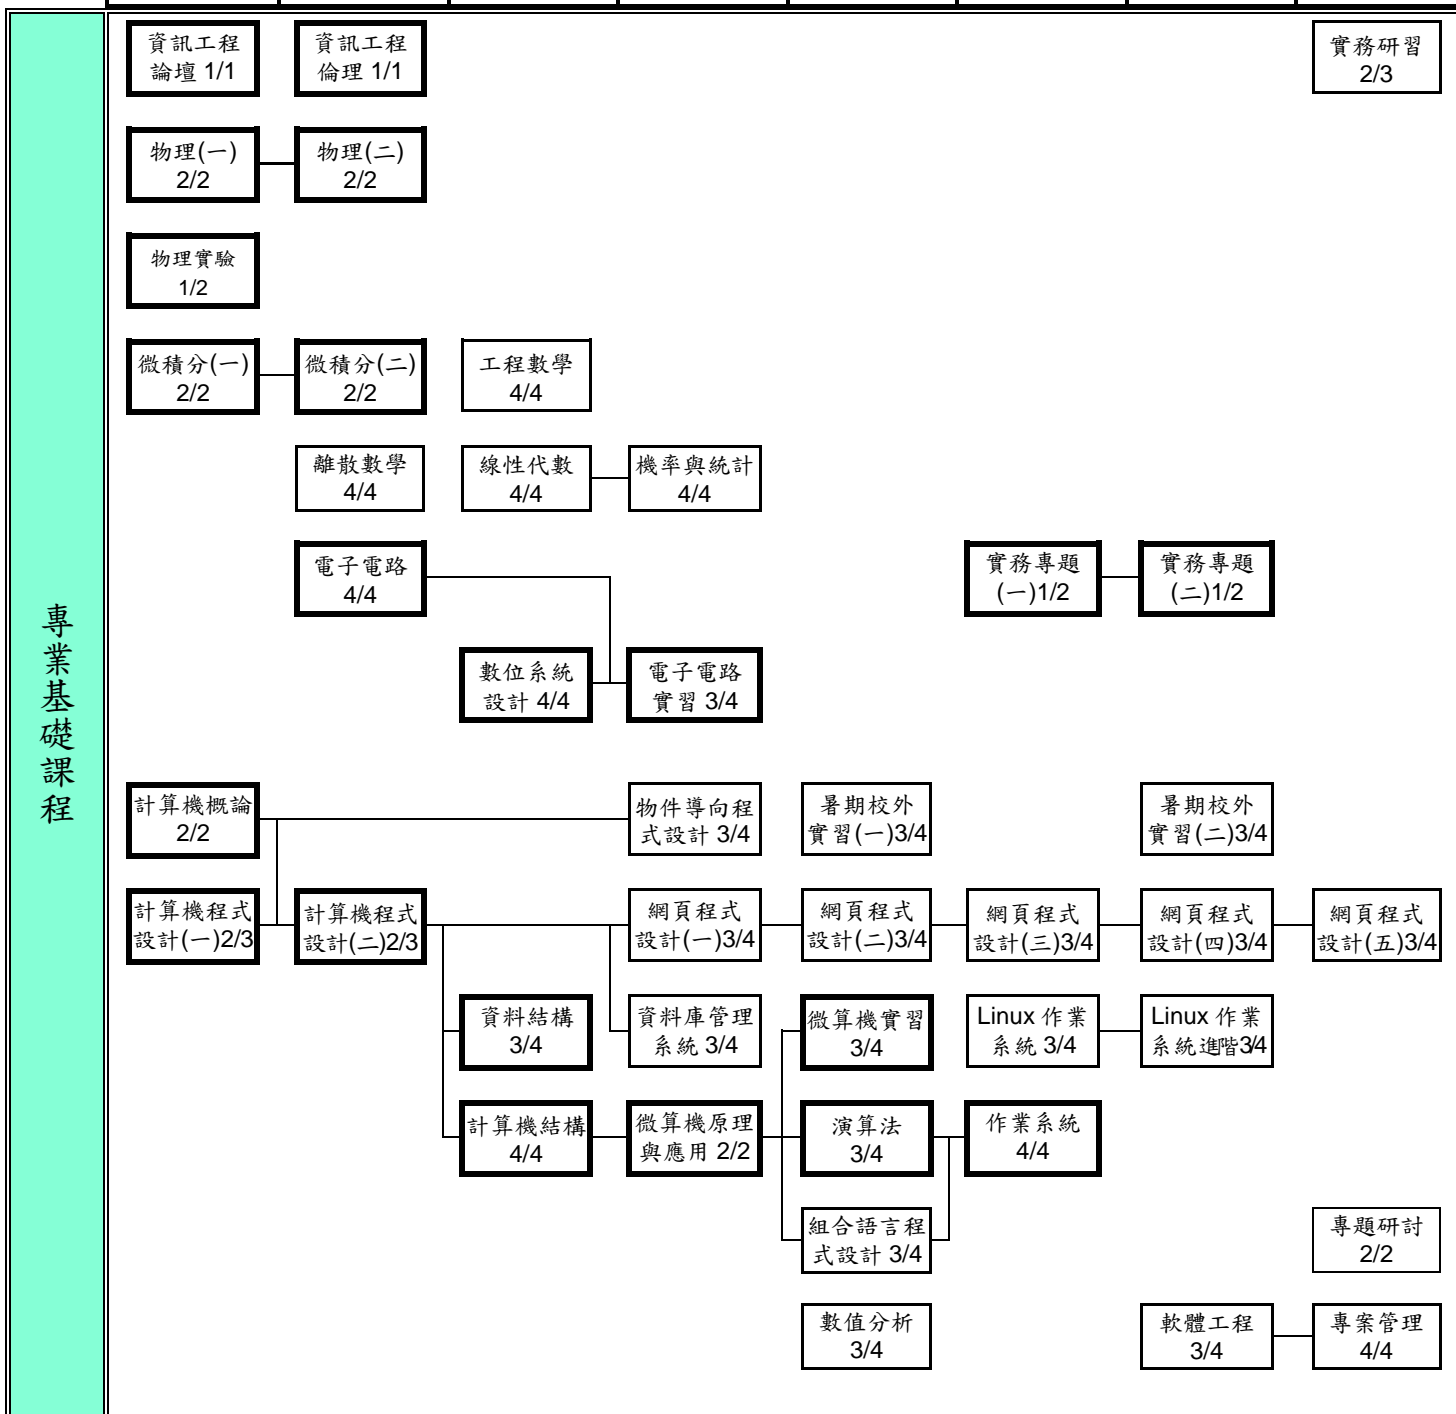 專業基礎課程
資訊工程
論壇 1/1
資訊工程
倫理 1/1
實務研習
2/3
物理(一)
2/2
物理(二)
2/2
物理實驗
1/2
微積分(一)
2/2
微積分(二)
2/2
工程數學
4/4
離散數學
4/4
線性代數
4/4
機率與統計
4/4
電子電路
4/4
實務專題
(一)1/2
實務專題
(二)1/2
數位系統
設計 4/4
電子電路
實習 3/4
計算機概論
2/2
物件導向程
式設計 3/4
暑期校外
實習(一)3/4
暑期校外
實習(二)3/4
計算機程式
設計(一)2/3
計算機程式
設計(二)2/3
網頁程式
設計(一)3/4
網頁程式
設計(二)3/4
網頁程式
設計(三)3/4
網頁程式
設計(四)3/4
網頁程式
設計(五)3/4
資料結構
3/4
資料庫管理
系統 3/4
微算機實習
3/4
Linux 作業
系統 3/4
Linux 作業
系統進階3/4
計算機結構
4/4
微算機原理
與應用 2/2
演算法
3/4
作業系統
4/4
組合語言程
式設計 3/4
專題研討
2/2
數值分析
3/4
軟體工程
3/4
專案管理
4/4